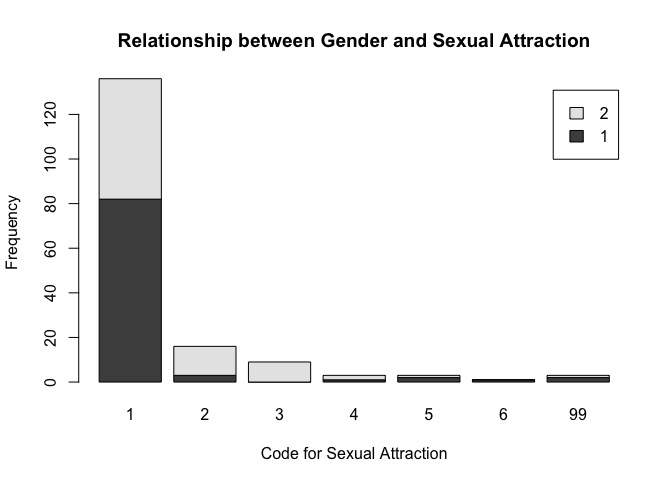 Relationship between Gender and Sexual Attraction
2
1
Frequency
120
100
80
60
40
20
0
1 2 3 4 5 6 99
Code for Sexual Attraction